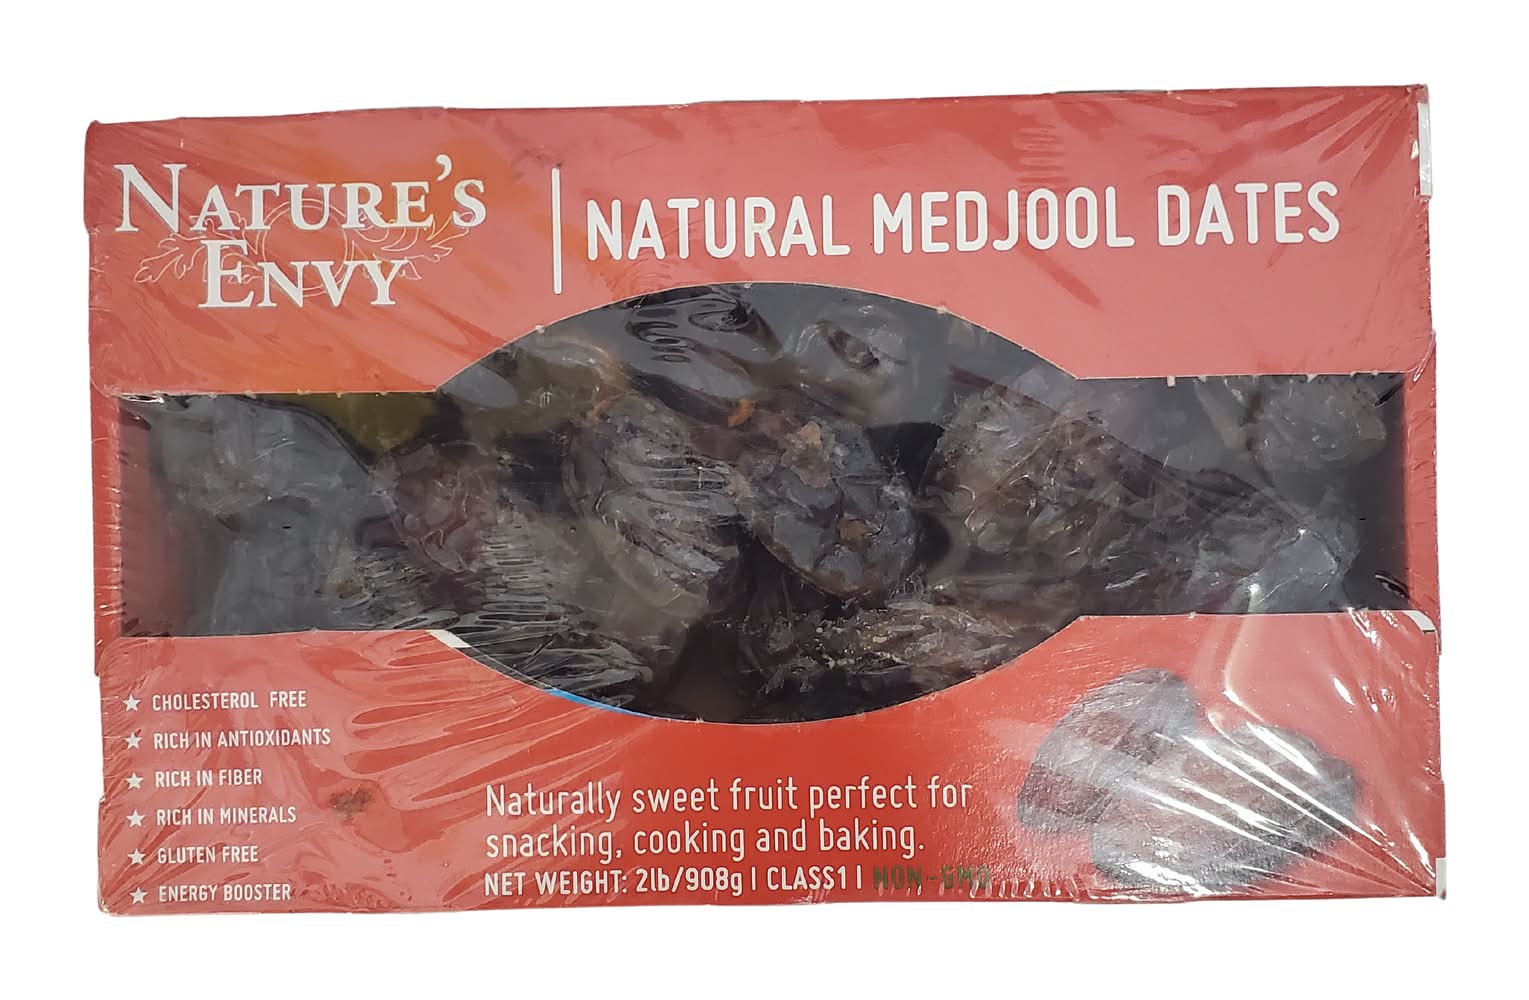 NATURE'S
ENVY
NATURAL MEDJOOL DATES
CHOLESTEROL FREE
RICH IN ANTIOXIDANTS
RICH IN FIBER
RICH IN MINERALS
GLUTEN FREE
ENERGY BOOSTER
Naturally sweet fruit perfect for
snacking, cooking and baking.
NET WEIGHT: 2lb/908g | CLASS1 | NON-GMO